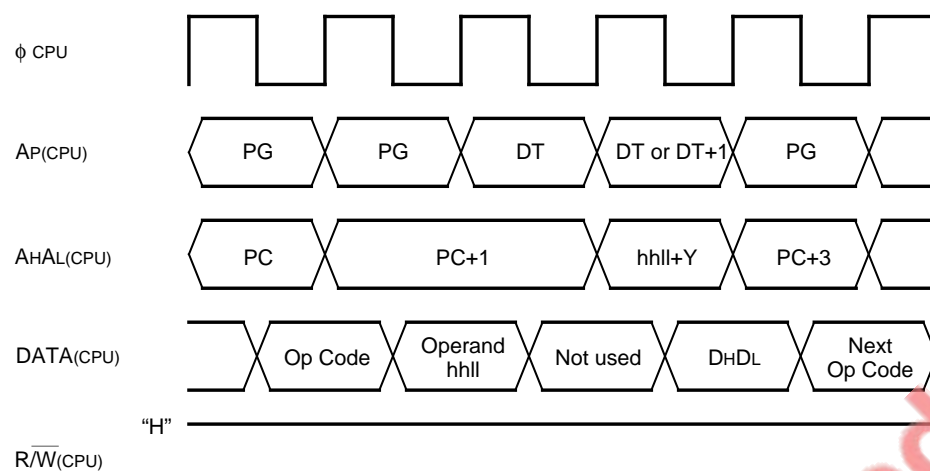 ϕ CPU
AP(CPU) PG PG DT DT or DT+1 PG
AHAL(CPU) PC PC+1 hhll+Y PC+3
DATA(CPU) Op Code Operand hhll Not used DHDL Next Op Code
“H”
R/W(CPU)